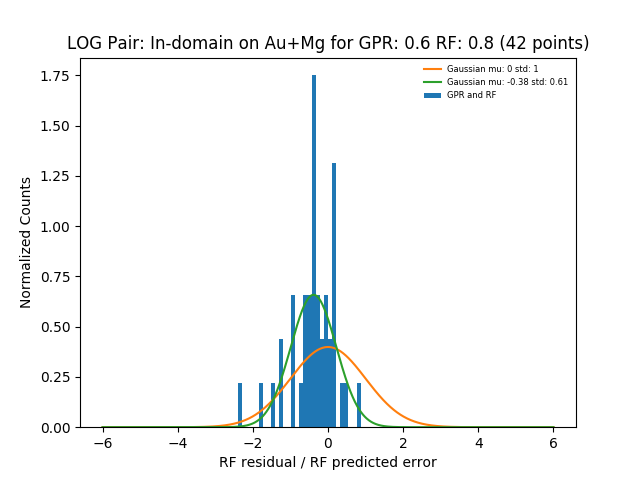 LOG Pair: In-domain on Au+Mg for GPR: 0.6 RF: 0.8 (42 points)
Gaussian mu: 0 std: 1
Gaussian mu: -0.38 std: 0.61
GPR and RF
Normalized Counts
1.75
1.50
1.25
1.00
0.75
0.50
0.25
0.00
−6 −4 −2 0 2 4 6
RF residual / RF predicted error